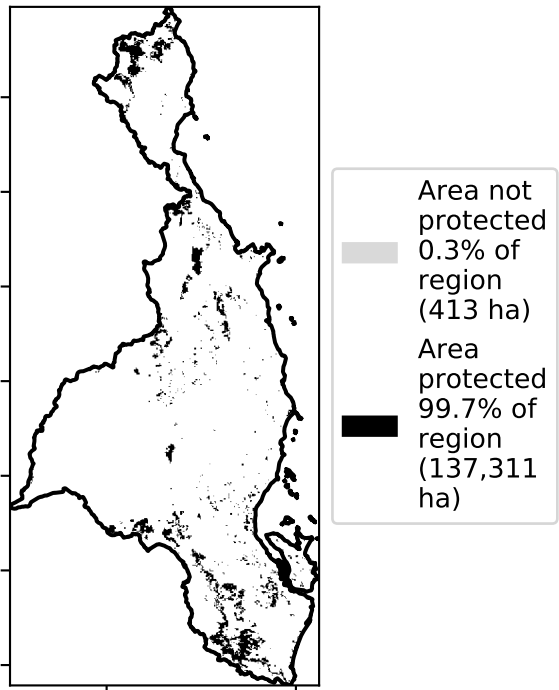 Area not
protected
0.3% of
region
(413 ha)
Area
protected
99.7% of
region
(137,311
ha)